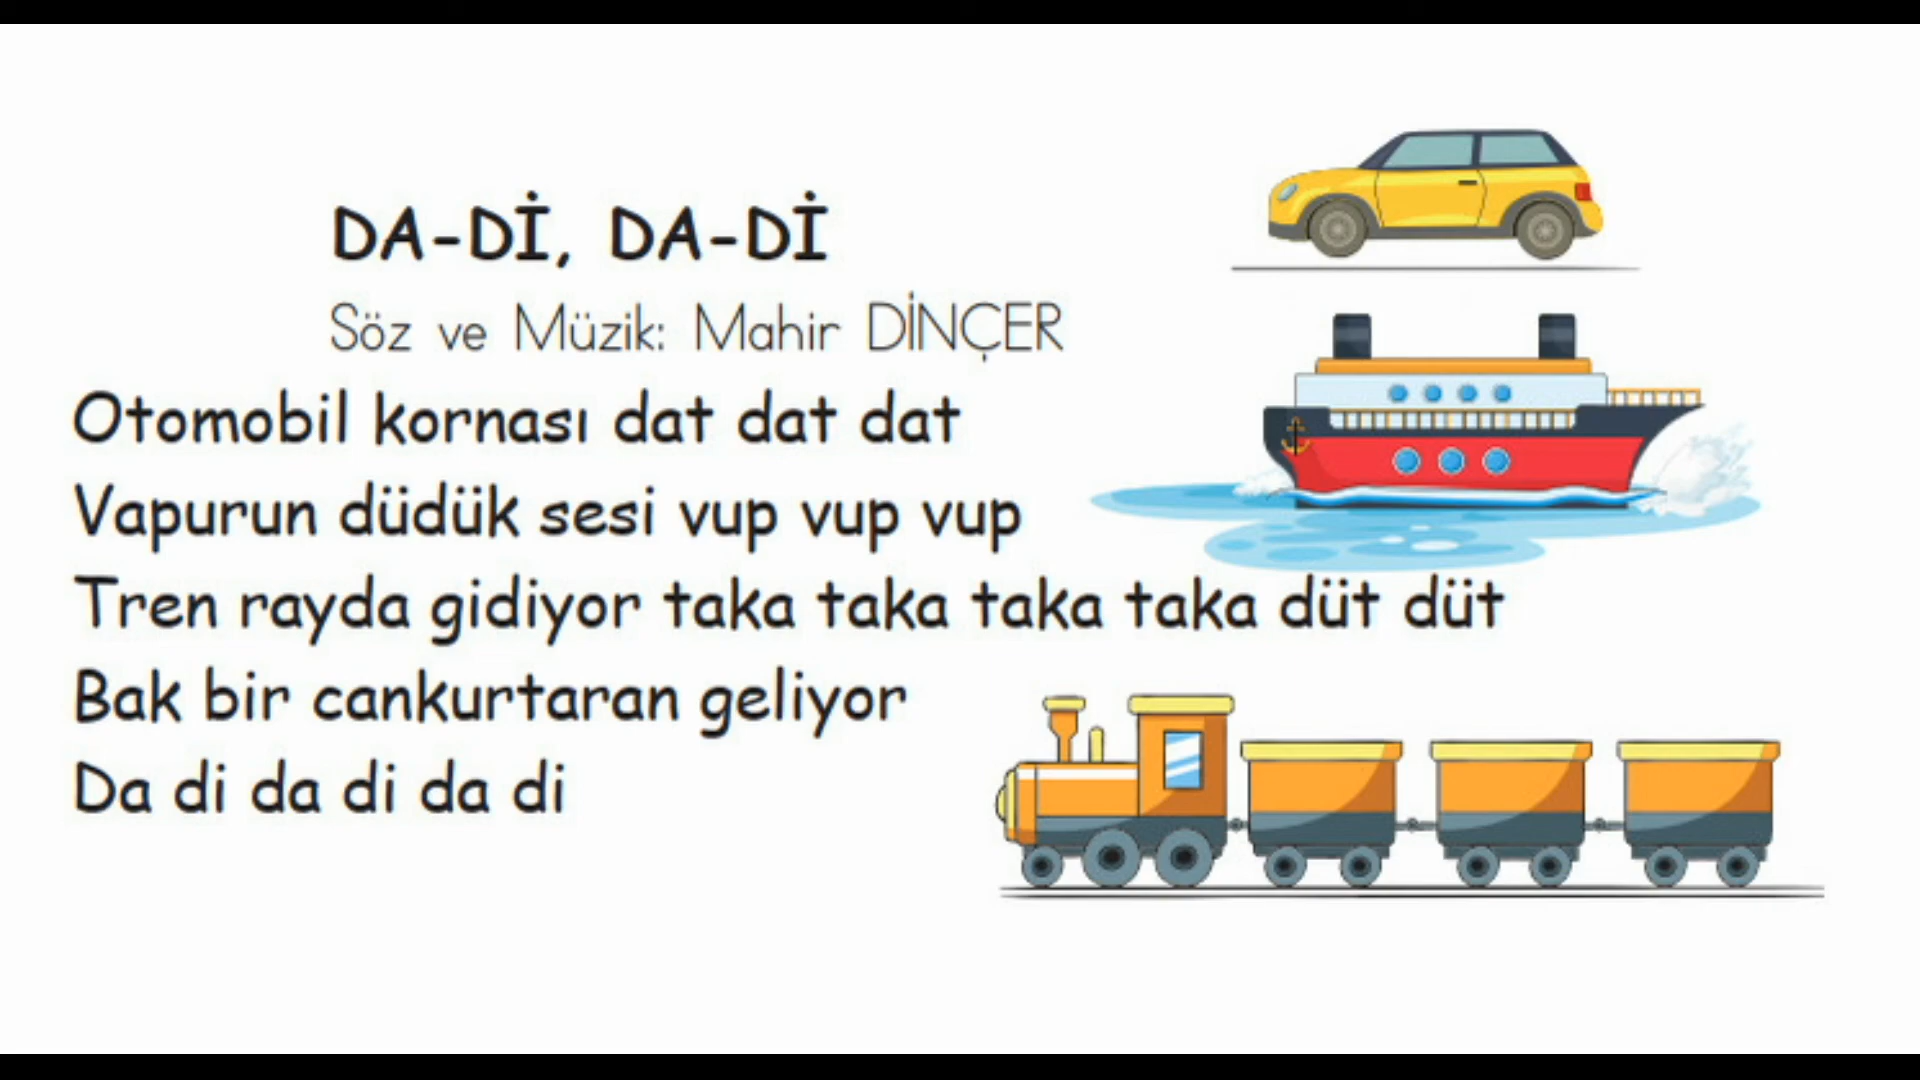 DA-Dİ, DA-Dİ
Söz ve Müzik: Mahir DİNÇER
Otomobil kornası dat dat dat
Vapurun düdük sesi vup vup vup
Tren rayda gidiyor taka taka taka taka düt düt
Bak bir cankurtaran geliyor
Da di da di da di